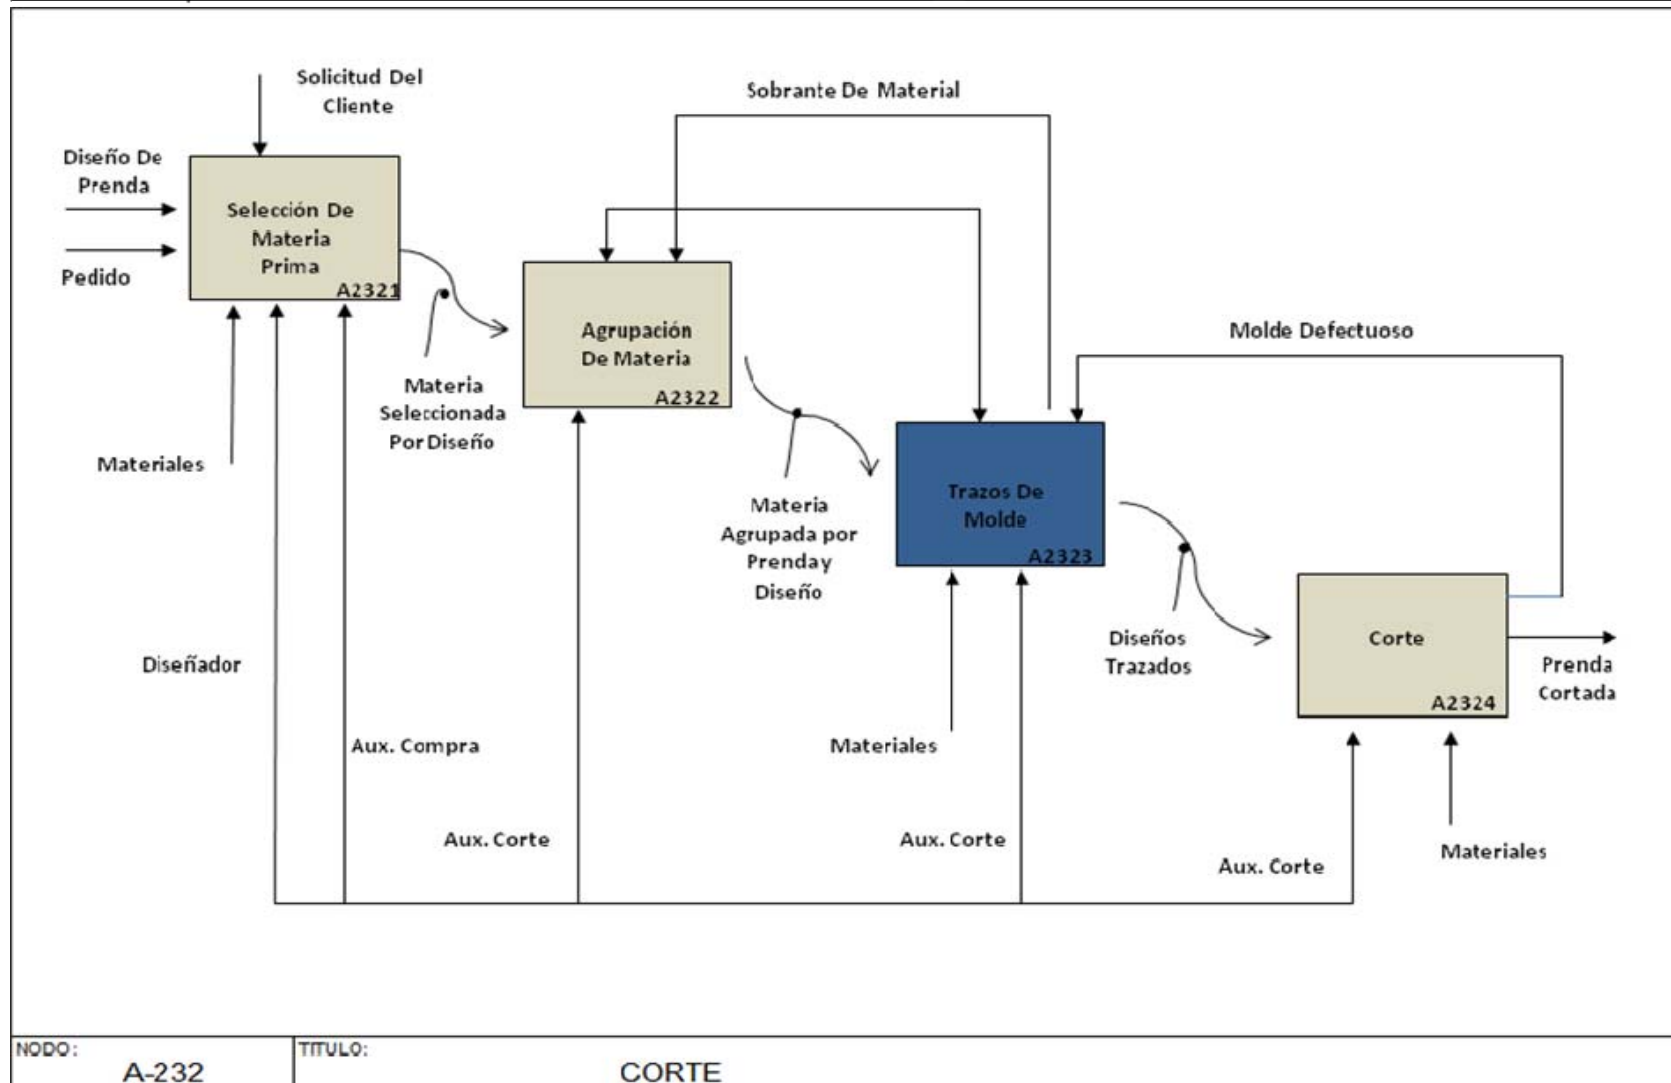 Solicitud Del
Cliente
Sobrante De Material
Diseño De
Prenda
Selección De
Materia
Prima
A2321
Pedido
Agrupación
De Materia
A2322
Molde Defectuoso
Materia
Seleccionada
Por Diseño
Materiales
Trazos De
Molde
A2323
Materia
Agrupada por
Prenda y
Diseño
Diseños
Trazados
Corte
A2324
Prenda
Cortada
Diseñador
Aux. Compra
Materiales
Aux. Corte
Aux. Corte
Aux. Corte
Materiales
NODO:
A-232
TITULO:
CORTE